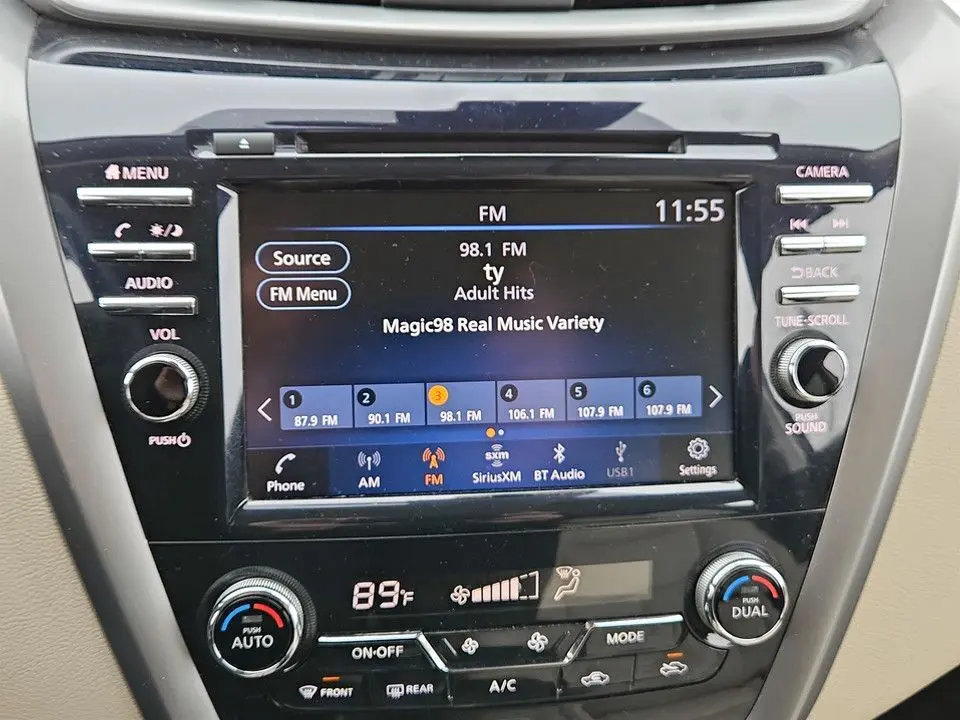 MENU
CAMERA
FM
11:55
Source
98.1 FM
ty
FM Menu
Adult Hits
BACK
AUDIO
Magic98 Real Music Variety
TUNE·SCROLL
VOL
1 2 3 4 5 6
87.9 FM 90.1 FM 98.1 FM 106.1 FM 107.9 FM 107.9 FM
PUSH
PUSH
SOUND
sxm
Phone AM FM SiriusXM BT Audio USB1 Settings
89°F
PUSH
AUTO
PUSH
DUAL
ON·OFF
MODE
FRONT
REAR
A/C